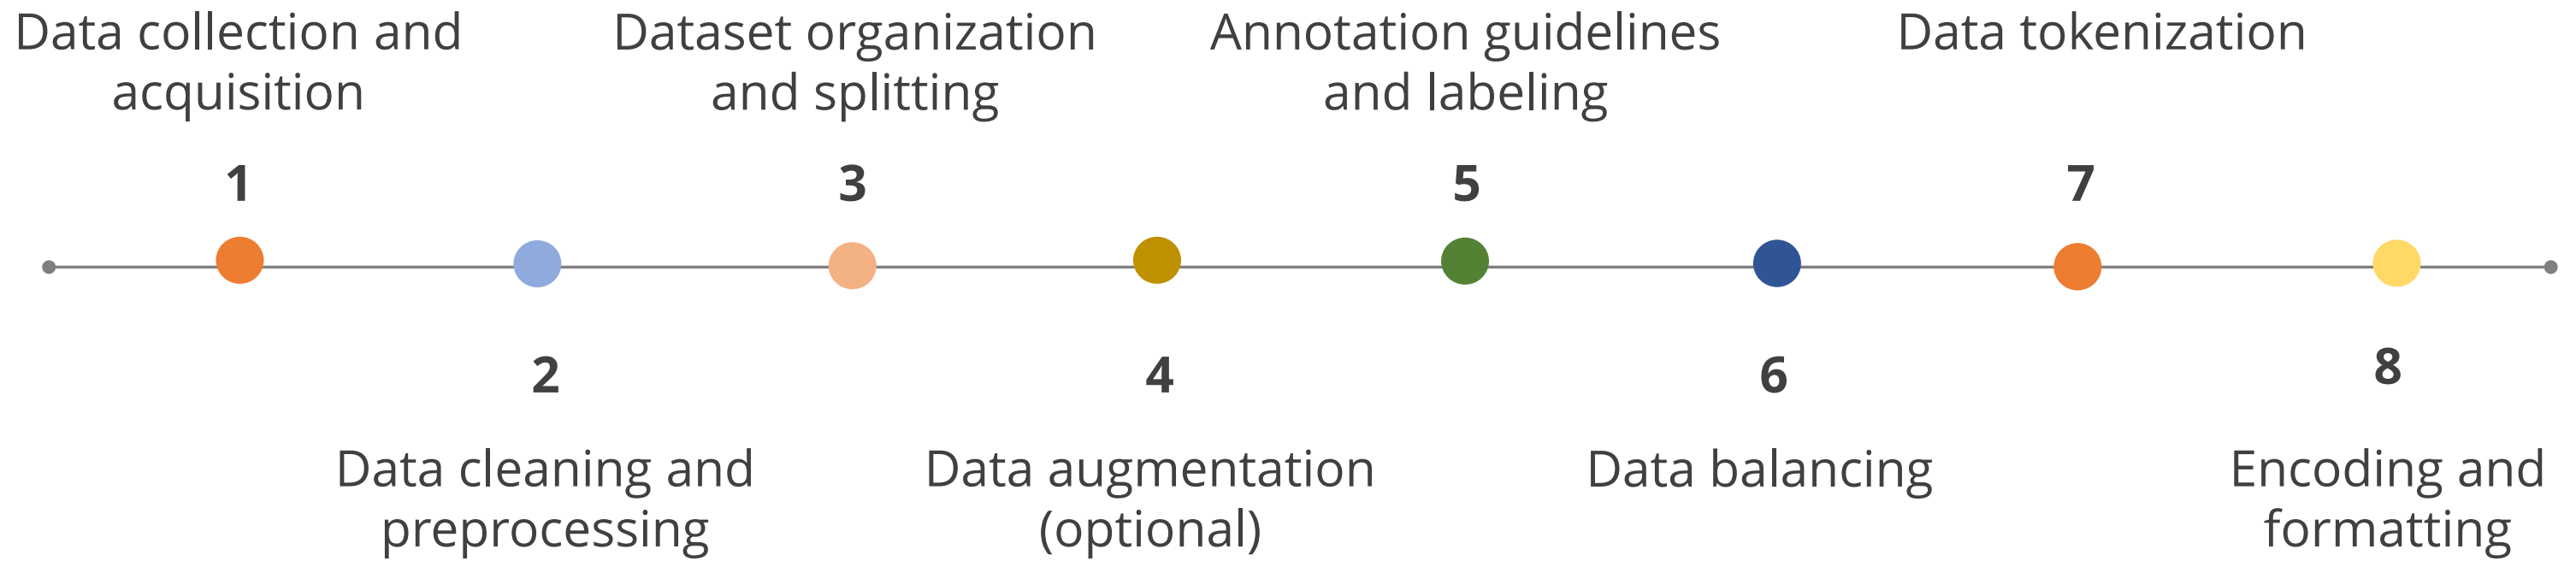 Data collection and
acquisition
1
2
Data cleaning and
preprocessing
Dataset organization
and splitting
3
4
Data augmentation
(optional)
Annotation guidelines
and labeling
5
6
Data balancing
Data tokenization
7
8
Encoding and
formatting